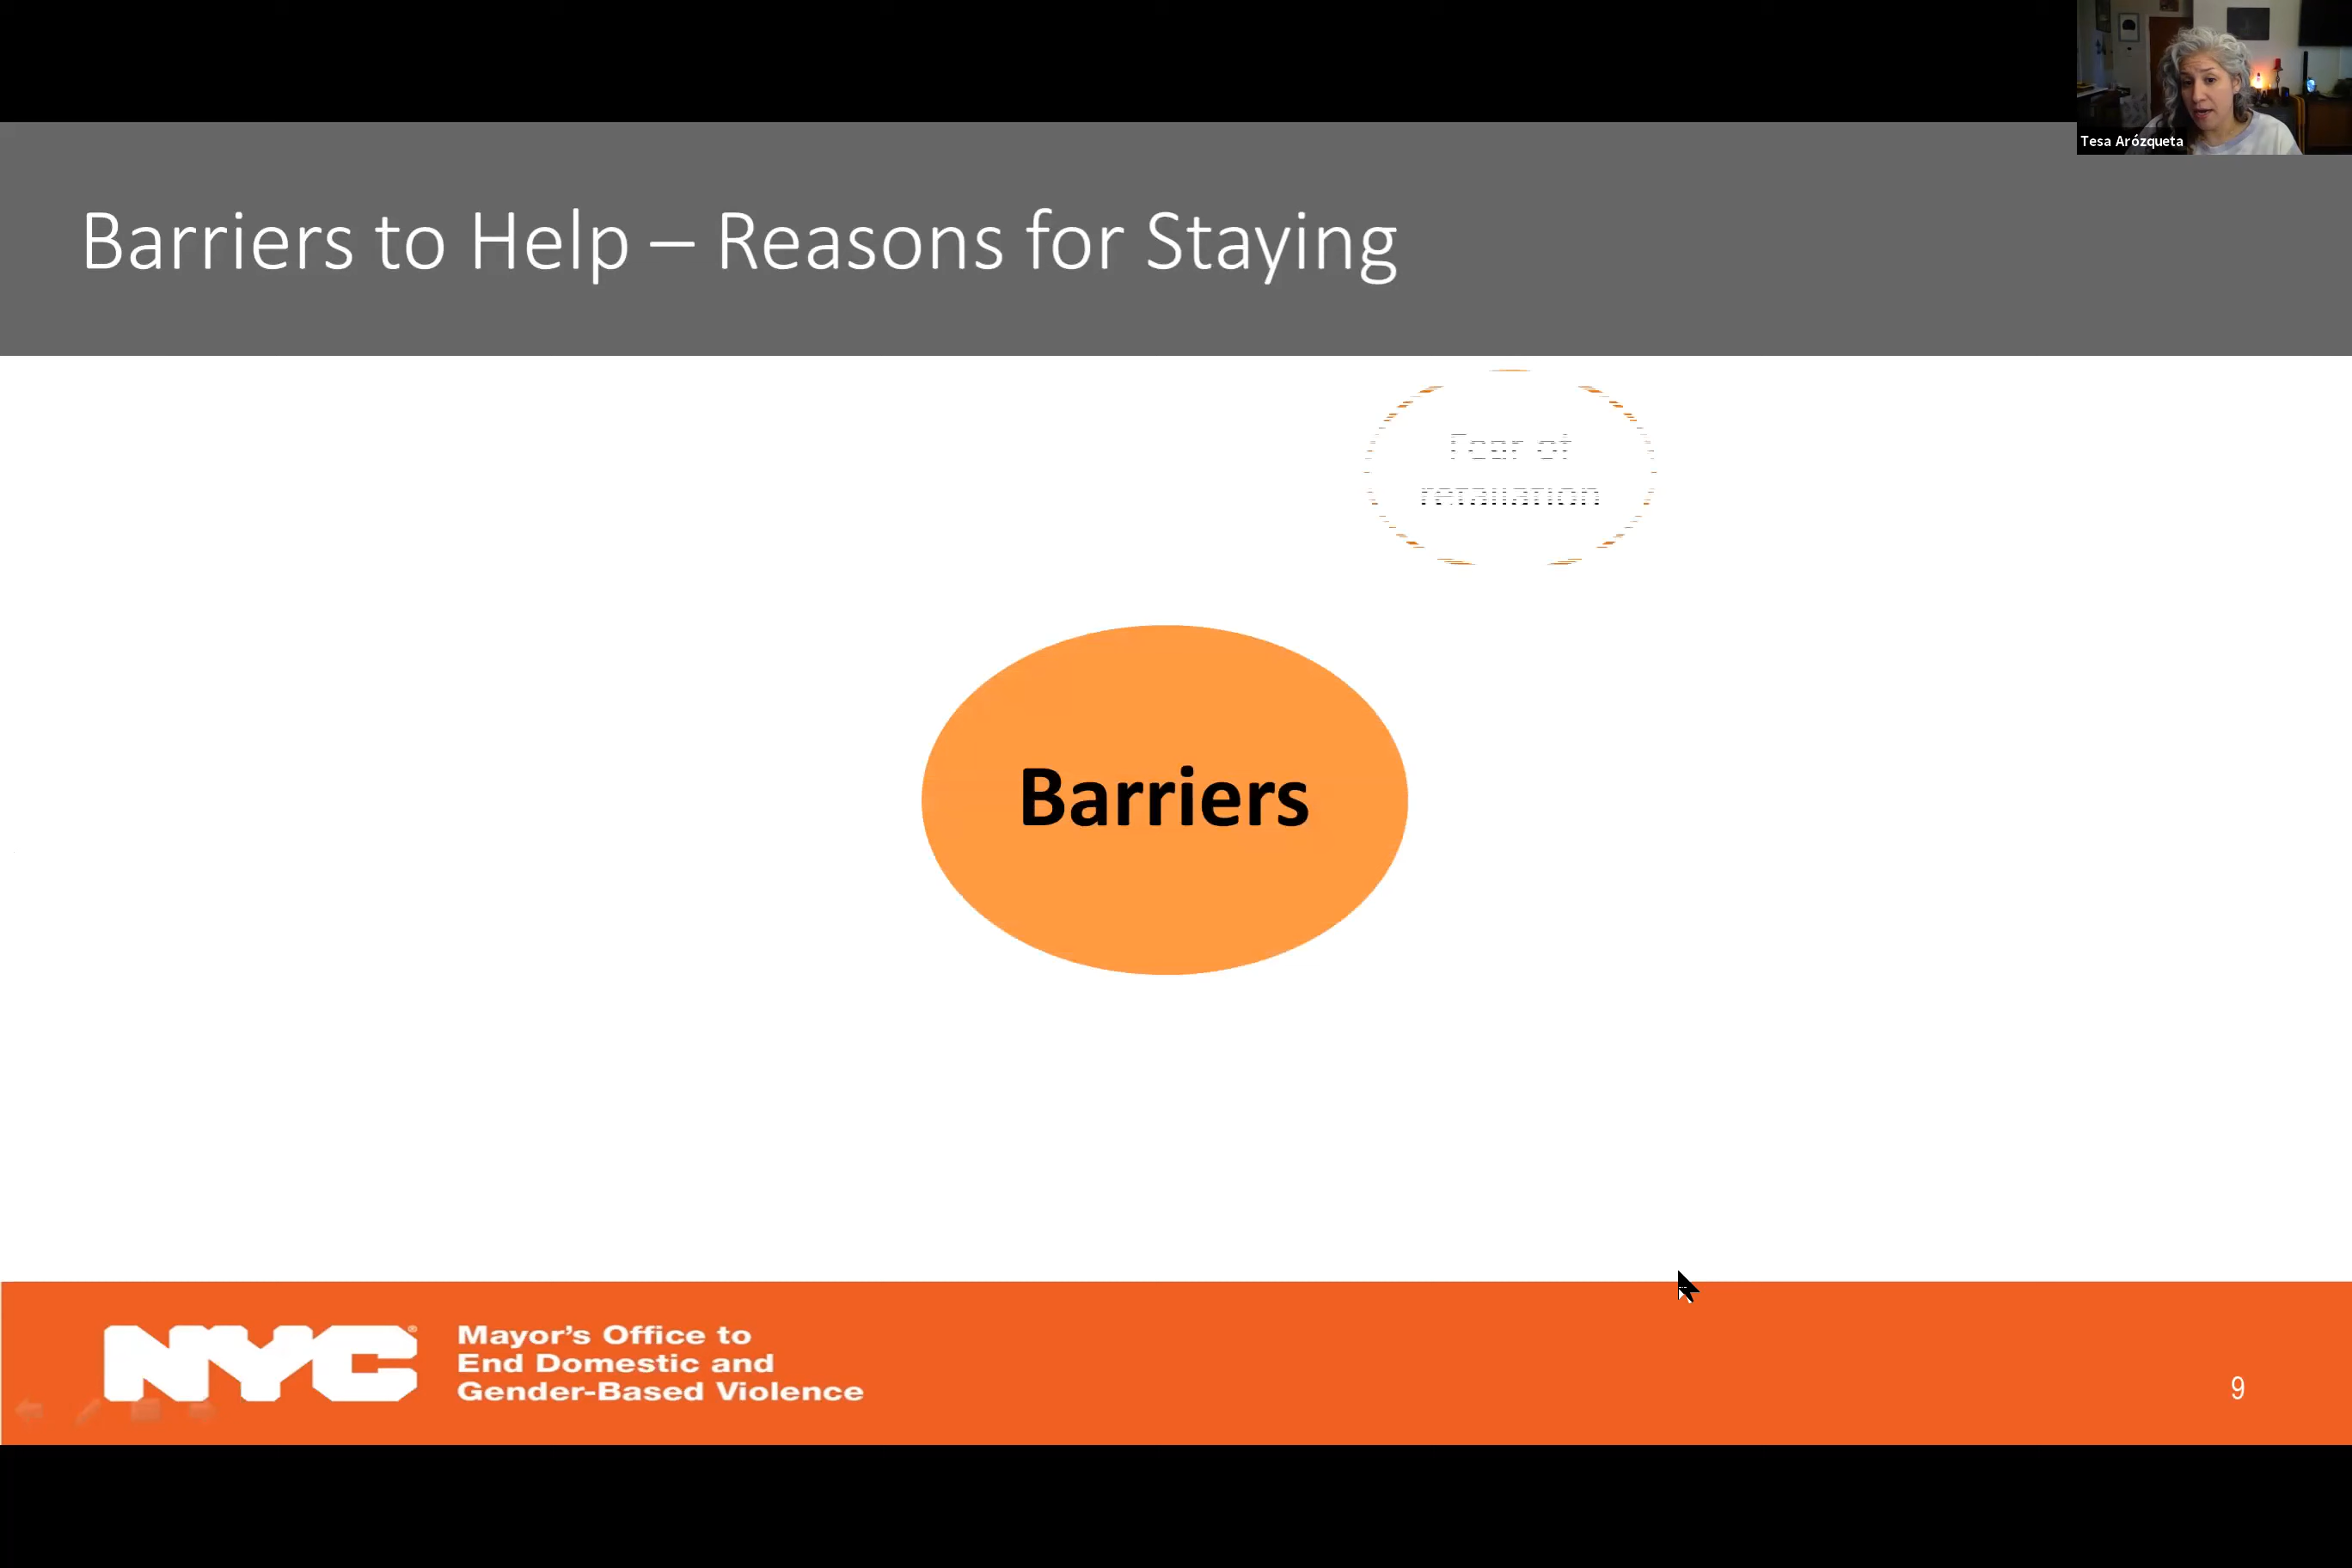 Tesa Arózqueta
Barriers to Help – Reasons for Staying
Fear of
retaliation
Barriers
NYC®
Mayor's Office to
End Domestic and
Gender-Based Violence
9